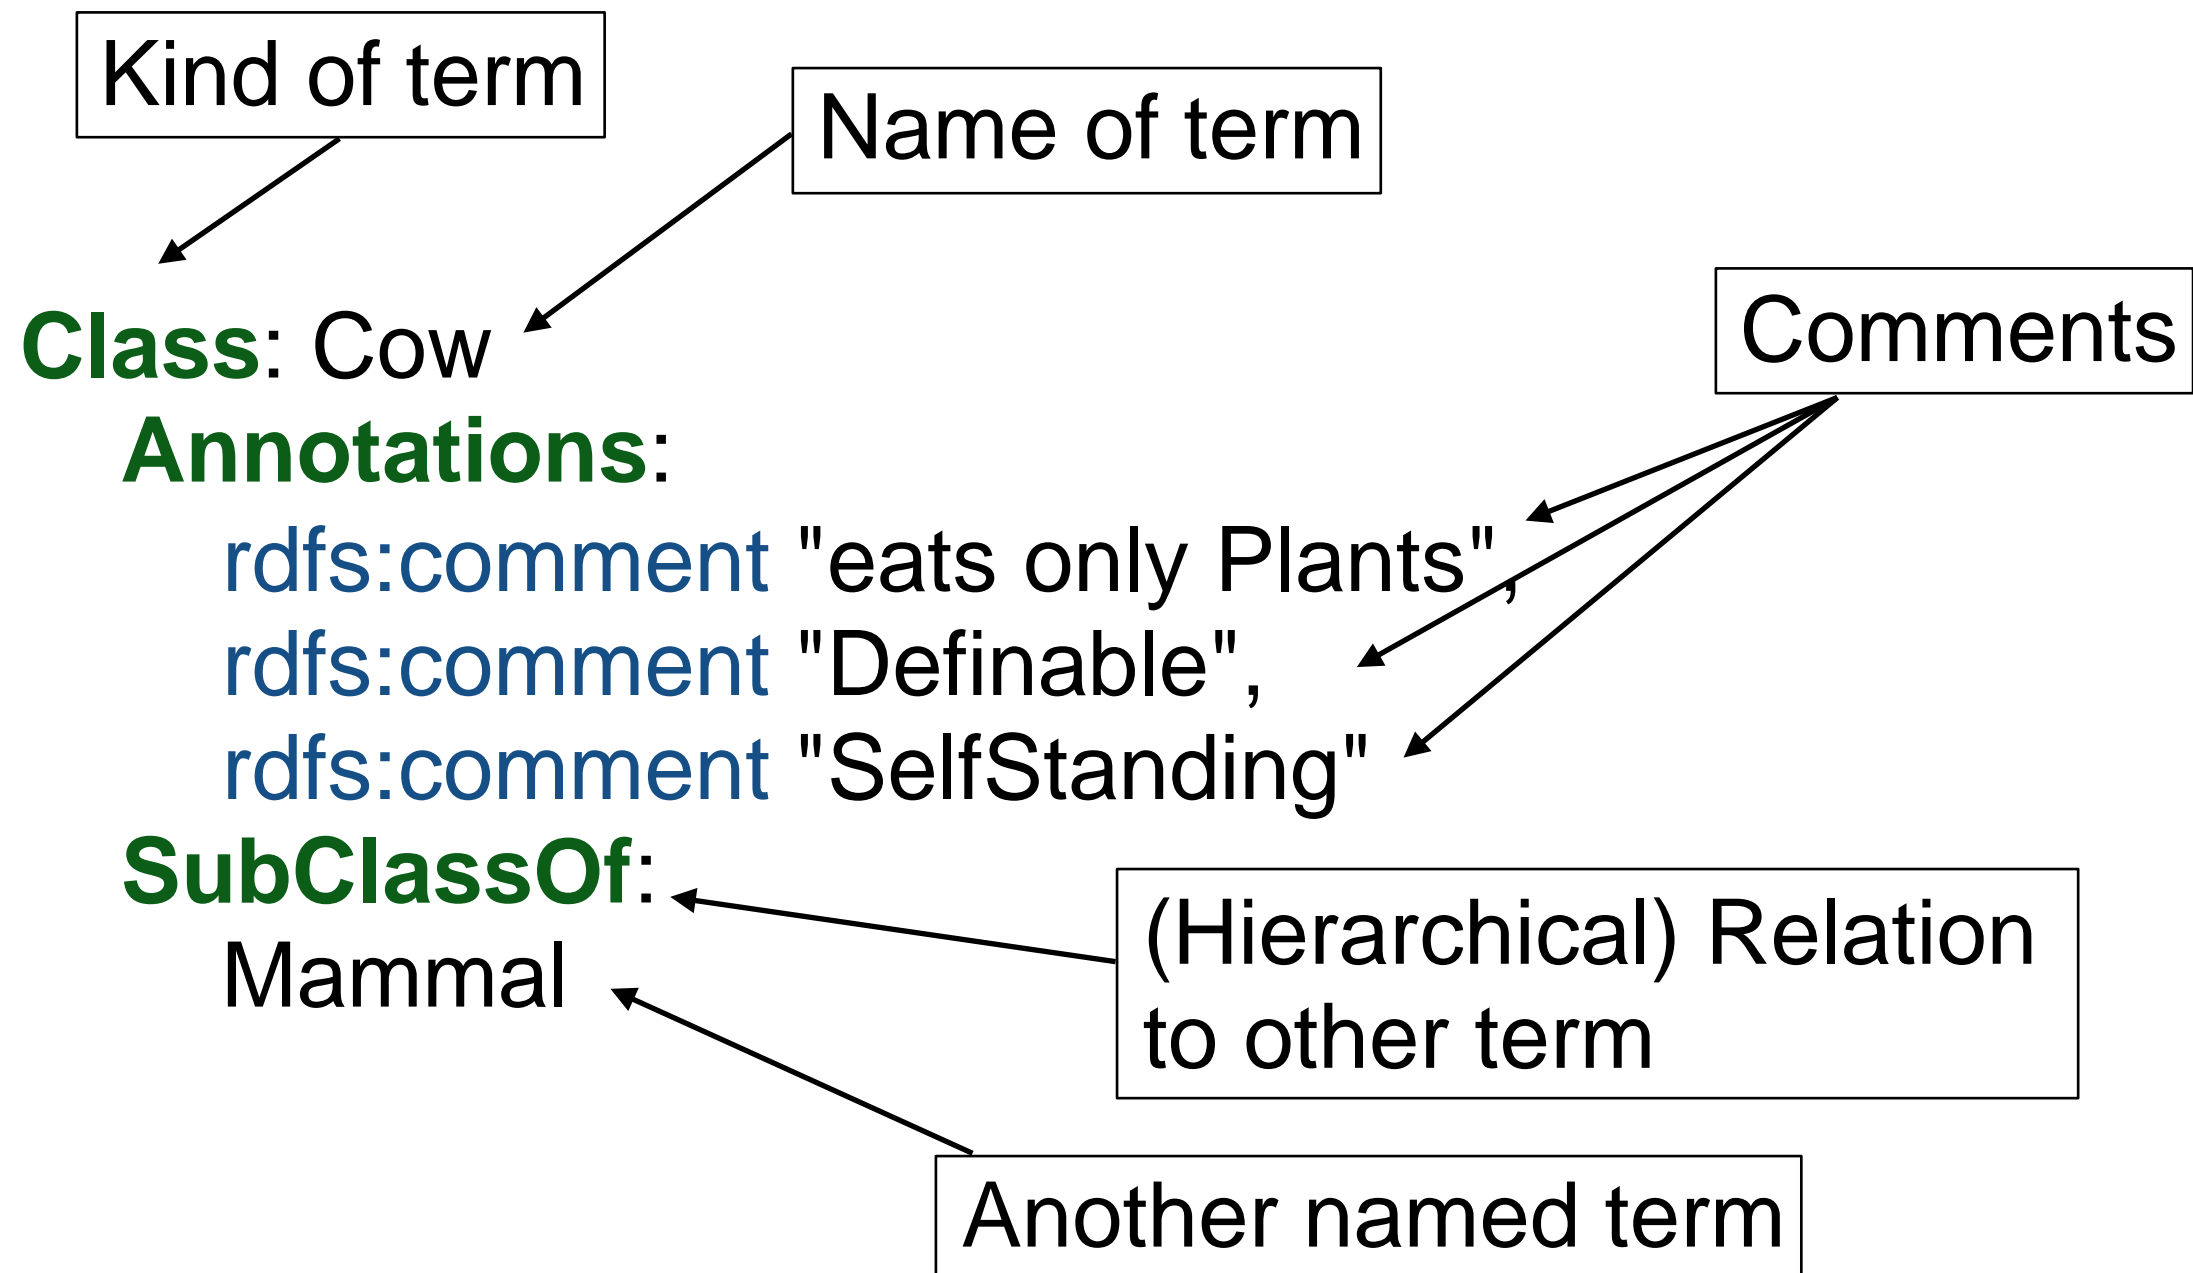 Kind of term
Name of term
Class: Cow
Comments
Annotations:
rdfs:comment "eats only Plants",
rdfs:comment "Definable",
rdfs:comment "SelfStanding"
SubClassOf:
(Hierarchical) Relation
to other term
Mammal
Another named term